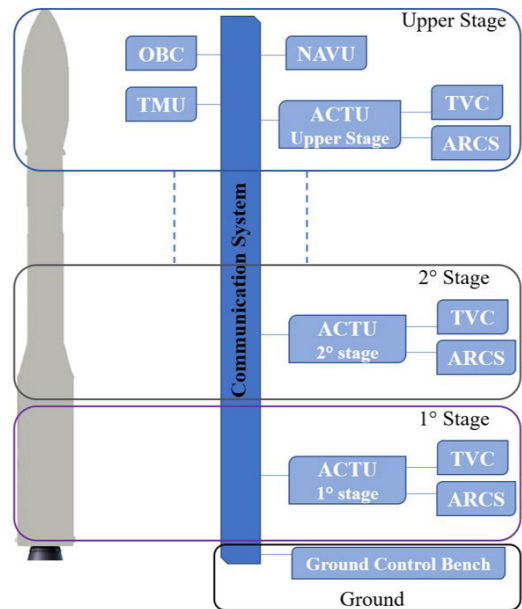 Upper Stage
OBC
NAVU
TMU
ACTU
Upper Stage
TVC
ARCS
Communication System
2° Stage
ACTU
2° stage
TVC
ARCS
1° Stage
ACTU
1° stage
TVC
ARCS
Ground Control Bench
Ground